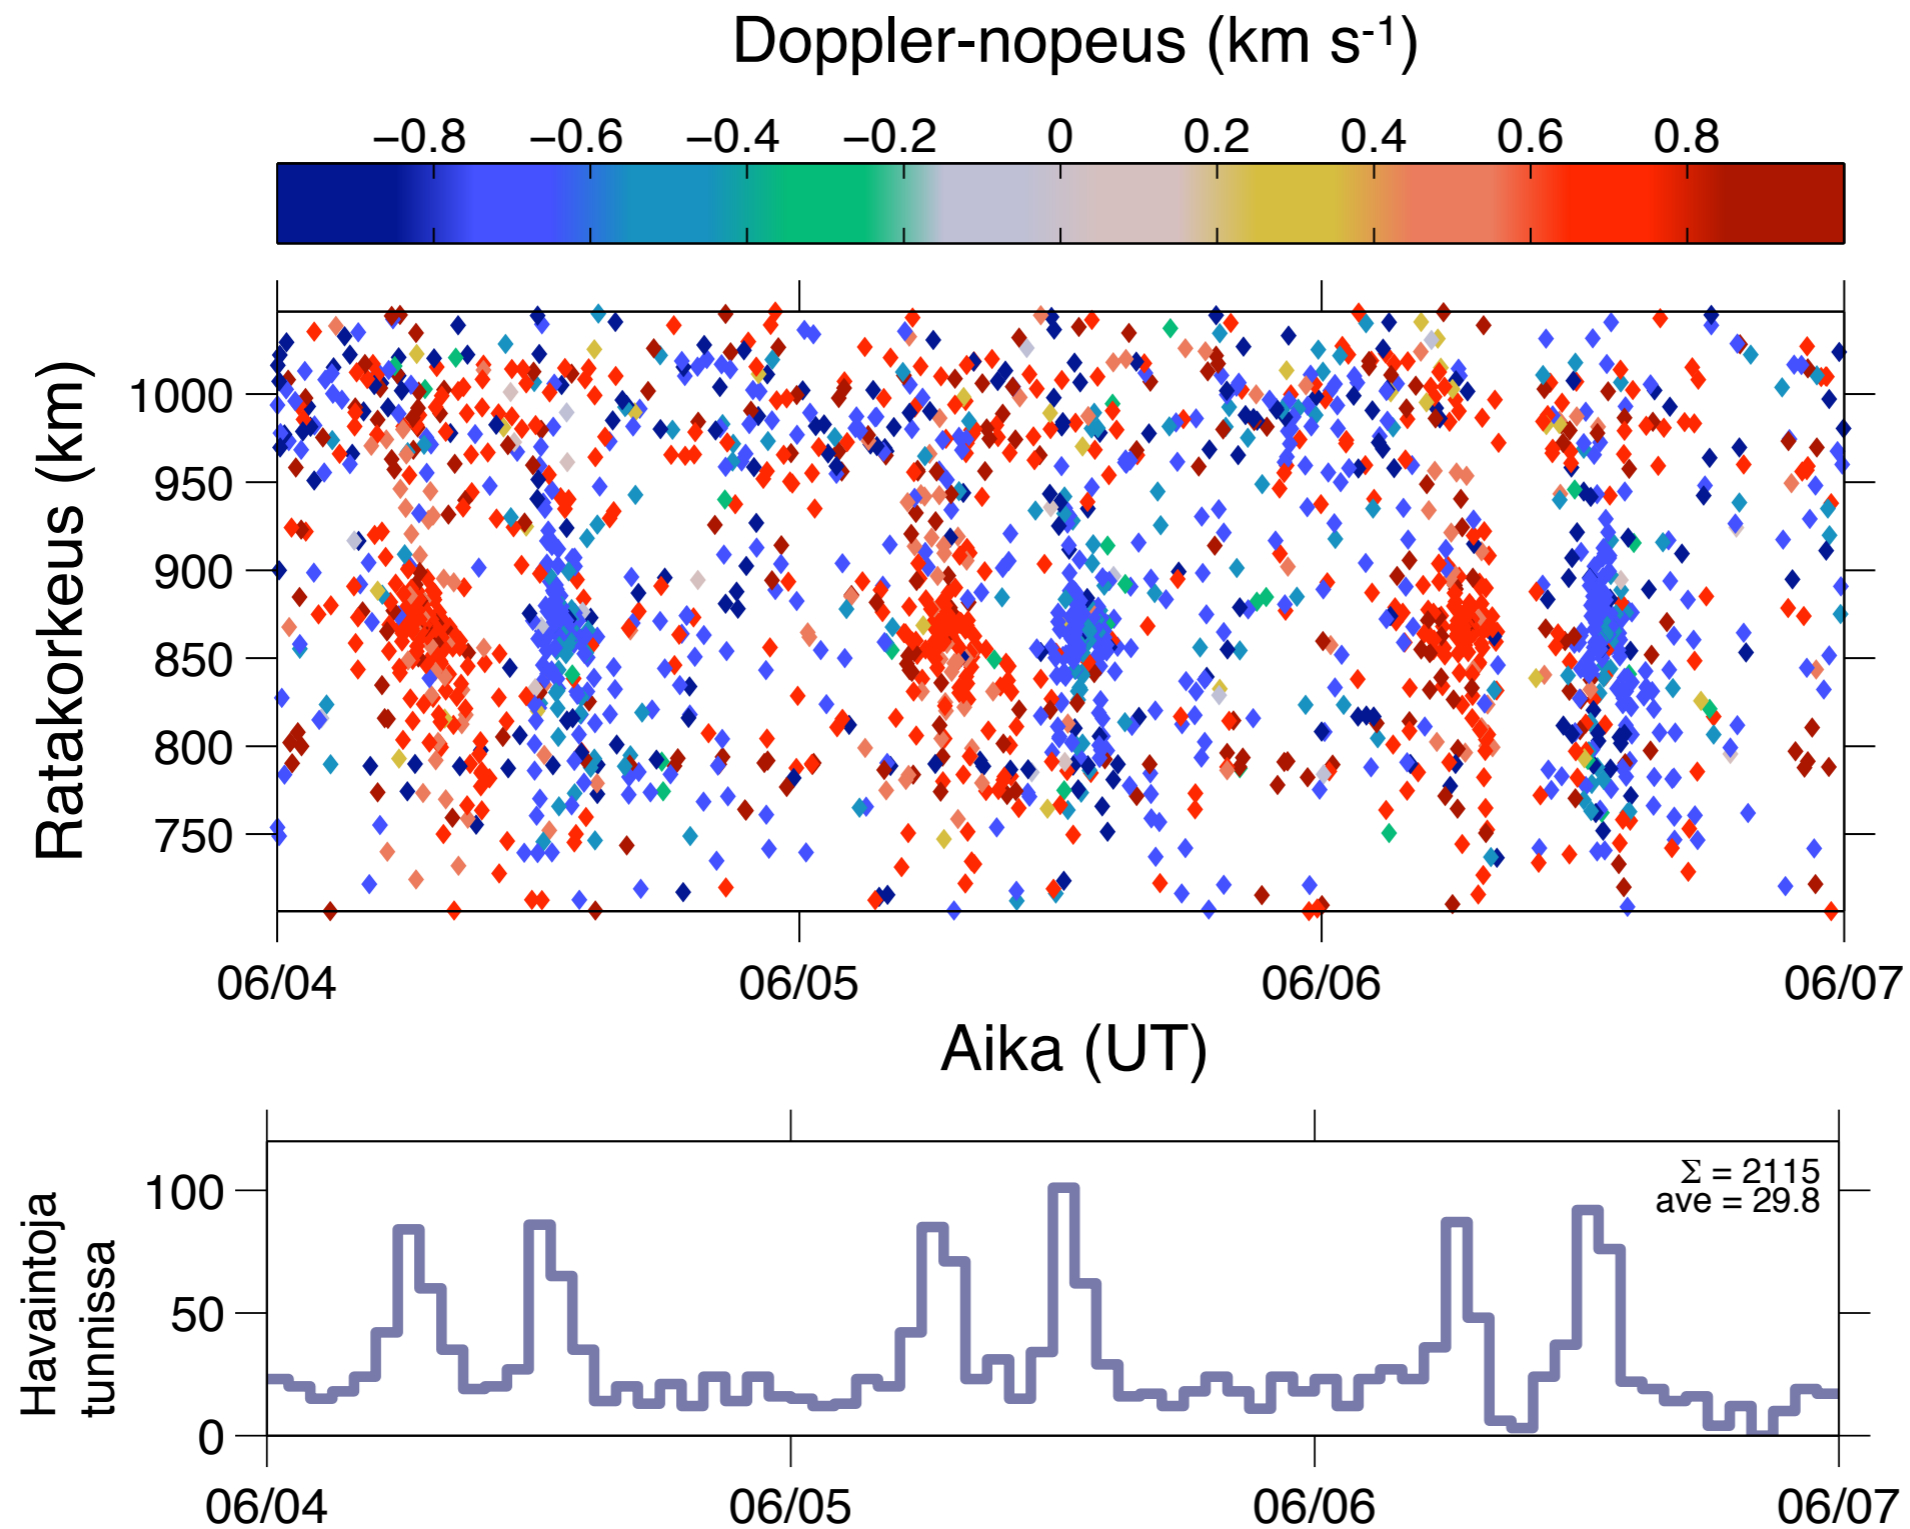 Doppler-nopeus (km s-1)
−0.8 −0.6 −0.4 −0.2 0 0.2 0.4 0.6 0.8
Ratakorkeus (km)
1000
950
900
850
800
750
06/04 06/05 06/06 06/07
Aika (UT)
Havaintoja
tunnissa
100
50
0
Σ = 2115
ave = 29.8
06/04 06/05 06/06 06/07